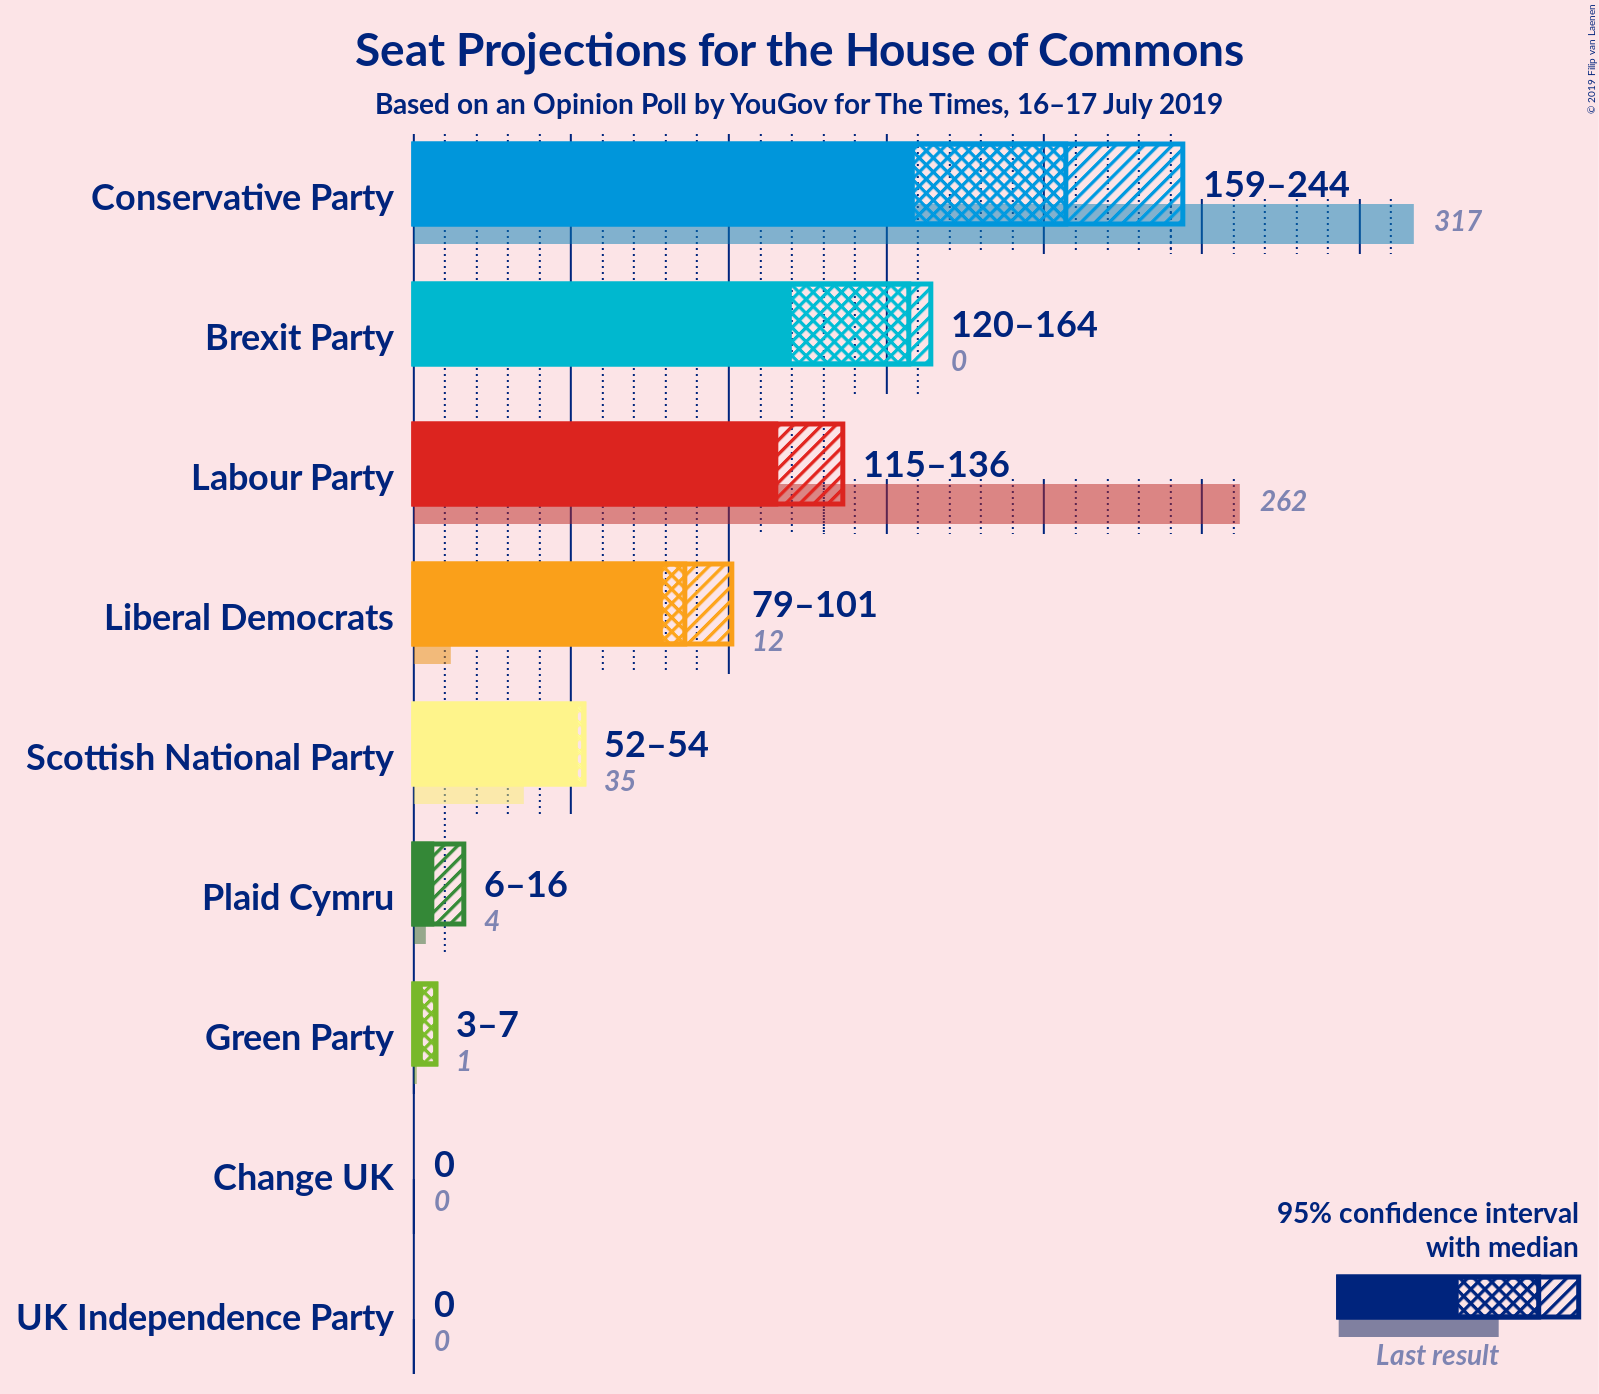 © 2019 Filip van Laenen
Seat Projections for the House of Commons
Based on an Opinion Poll by YouGov for The Times, 16–17 July 2019
Conservative Party
159–244
317
Brexit Party
120–164
0
Labour Party
115–136
262
Liberal Democrats
79–101
12
Scottish National Party
52–54
35
Plaid Cymru
6–16
4
Green Party
3–7
1
Change UK
0
0
UK Independence Party
0
0
95% confidence interval
with median
Last result